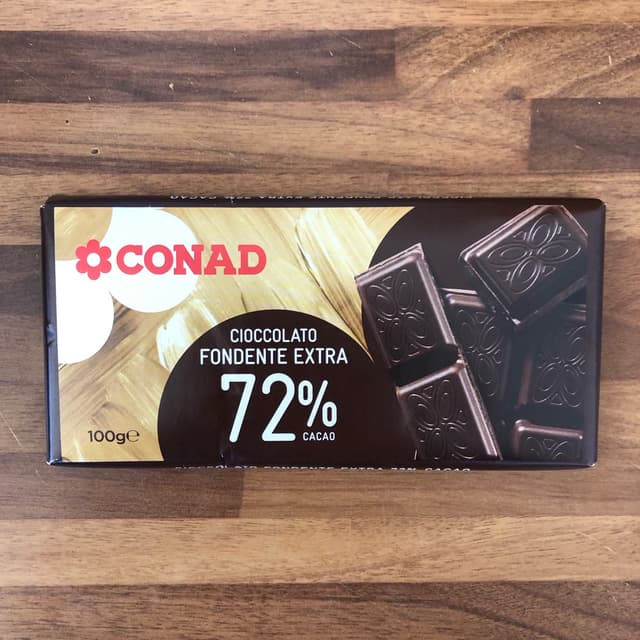 CONAD
CIOCCOLATO
FONDENTE EXTRA
72%
CACAO
100g℮